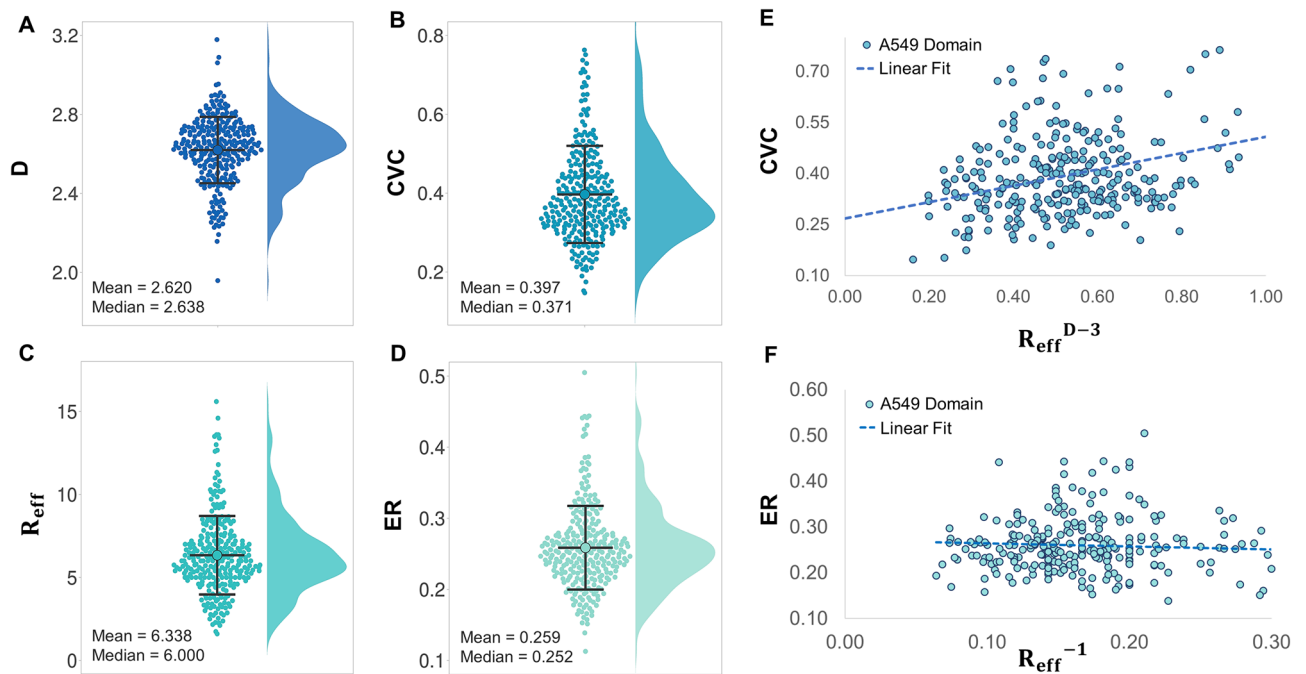 A
D
3.2
2.8
2.4
2.0
Mean = 2.620
Median = 2.638
B
CVC
0.8
0.6
0.4
0.2
Mean = 0.397
Median = 0.371
C
Reff
15
10
5
0
Mean = 6.338
Median = 6.000
D
ER
0.5
0.4
0.3
0.2
0.1
Mean = 0.259
Median = 0.252
E
A549 Domain
Linear Fit
CVC
0.70
0.55
0.40
0.25
0.10
0.00 0.20 0.40 0.60 0.80 1.00
Reff D−3
F
A549 Domain
Linear Fit
ER
0.60
0.50
0.40
0.30
0.20
0.10
0.00 0.10 0.20 0.30
Reff −1